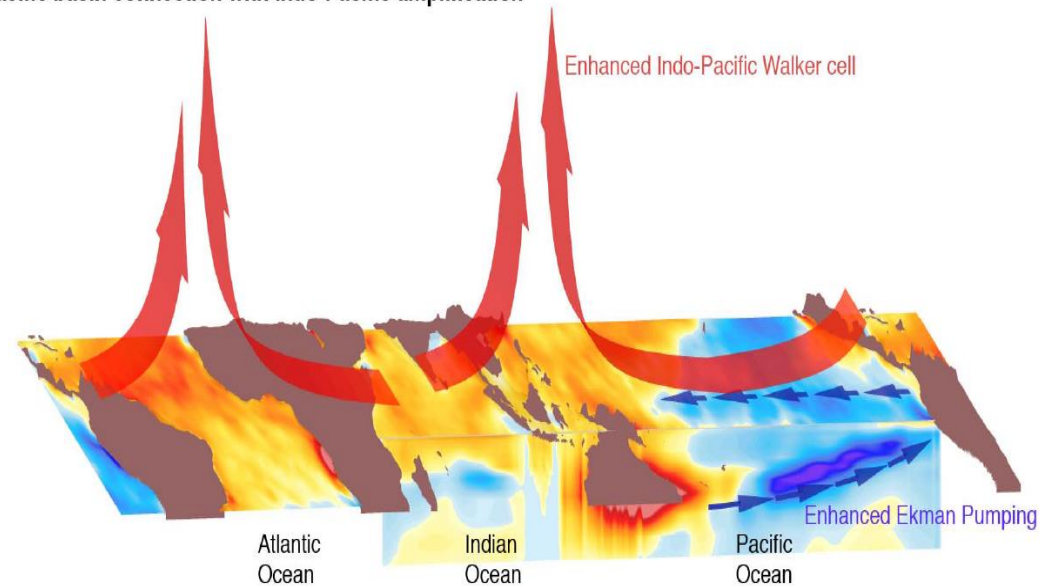 Enhanced Indo-Pacific Walker cell
Enhanced Ekman Pumping
Atlantic
Ocean
Indian
Ocean
Pacific
Ocean